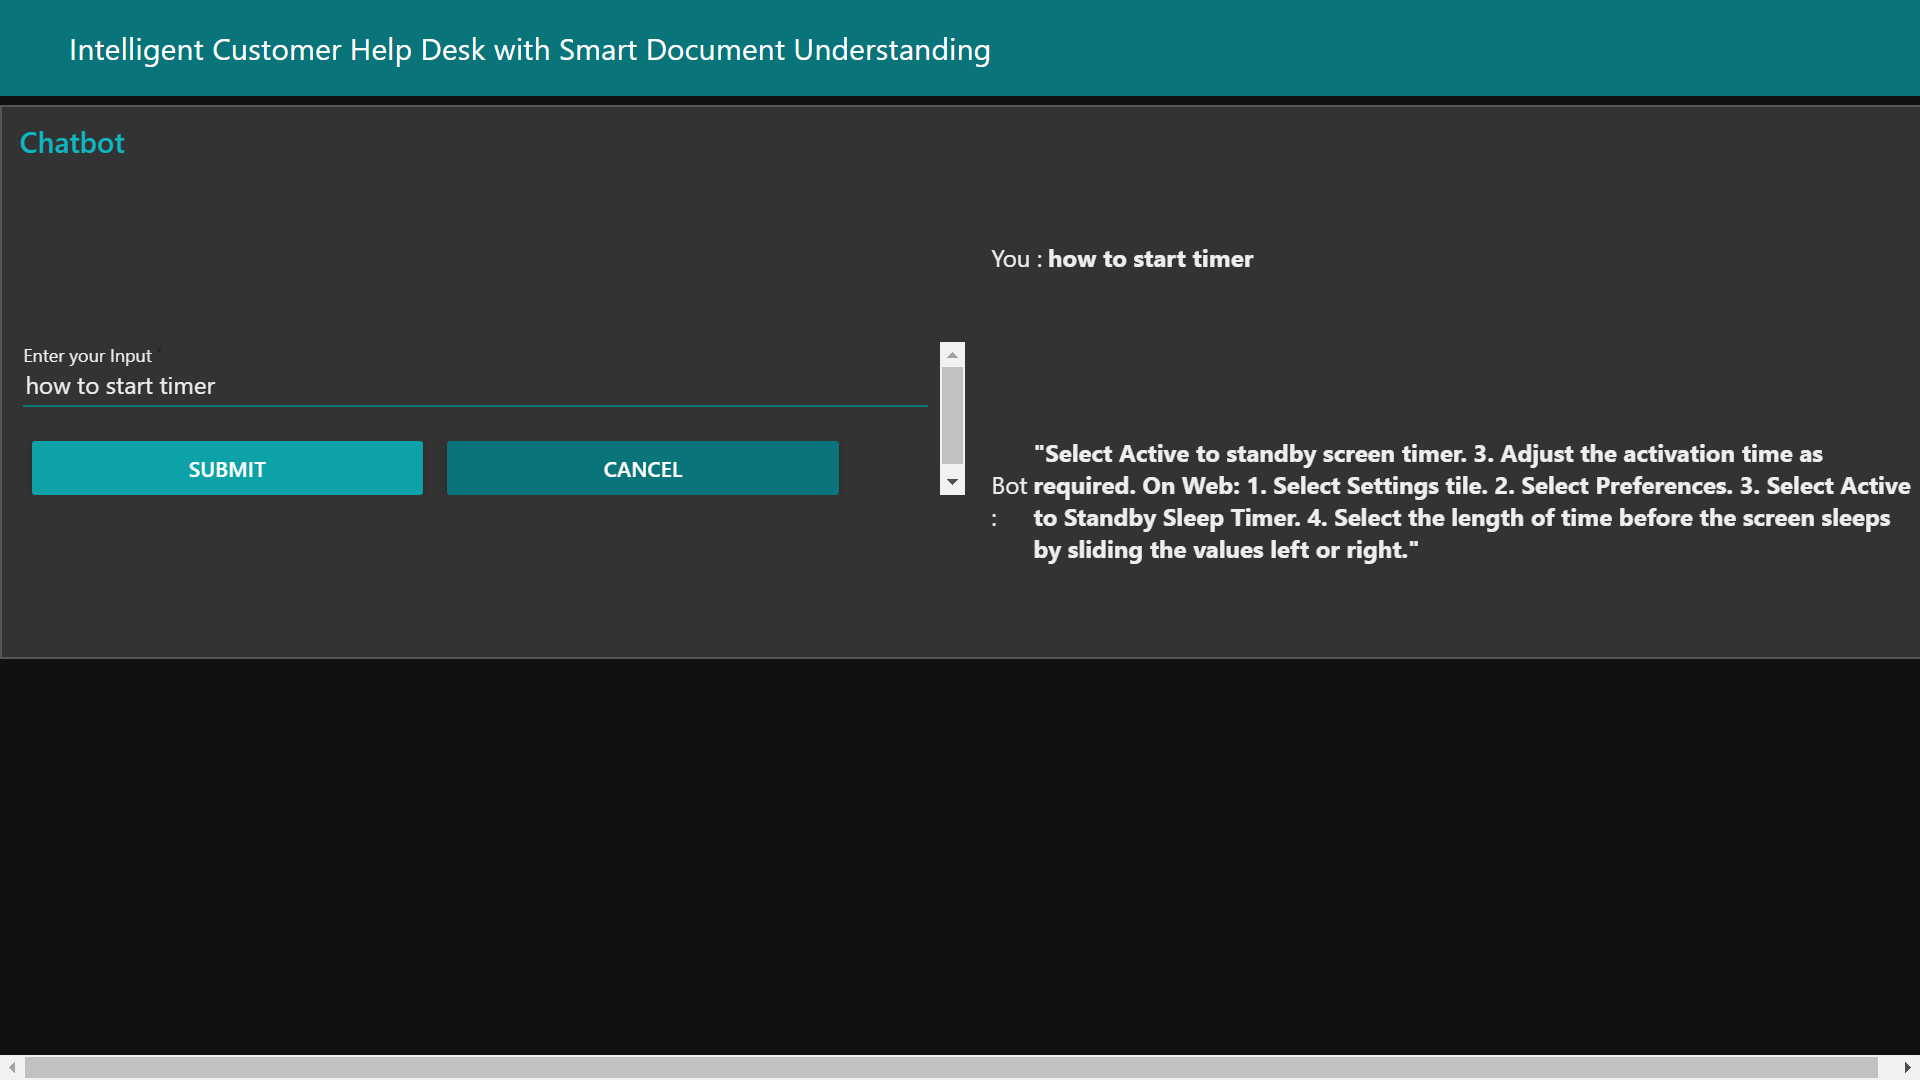 Intelligent Customer Help Desk with Smart Document Understanding
Chatbot
Enter your Input *
how to start timer
SUBMIT
CANCEL
You : how to start timer
Bot :
"Select Active to standby screen timer. 3. Adjust the activation time as
required. On Web: 1. Select Settings tile. 2. Select Preferences. 3. Select Active
to Standby Sleep Timer. 4. Select the length of time before the screen sleeps
by sliding the values left or right."